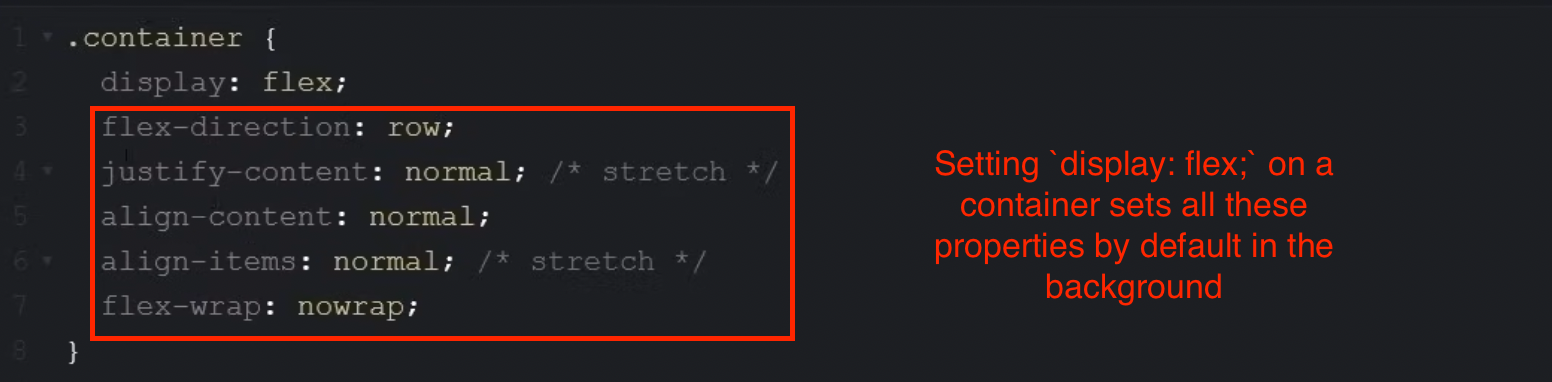 1 .container {
2 display: flex;
3 flex-direction: row;
4 justify-content: normal; /* stretch */
5 align-content: normal;
6 align-items: normal; /* stretch */
7 flex-wrap: nowrap;
8 }
Setting `display: flex;` on a
container sets all these
properties by default in the
background